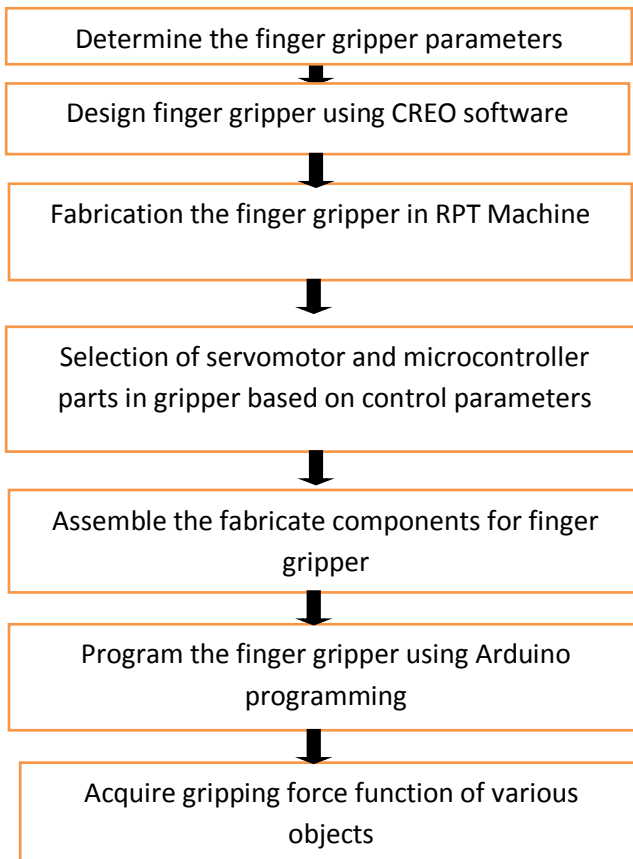 Determine the finger gripper parameters
Design finger gripper using CREO software
Fabrication the finger gripper in RPT Machine
Selection of servomotor and microcontroller
parts in gripper based on control parameters
Assemble the fabricate components for finger
gripper
Program the finger gripper using Arduino
programming
Acquire gripping force function of various
objects